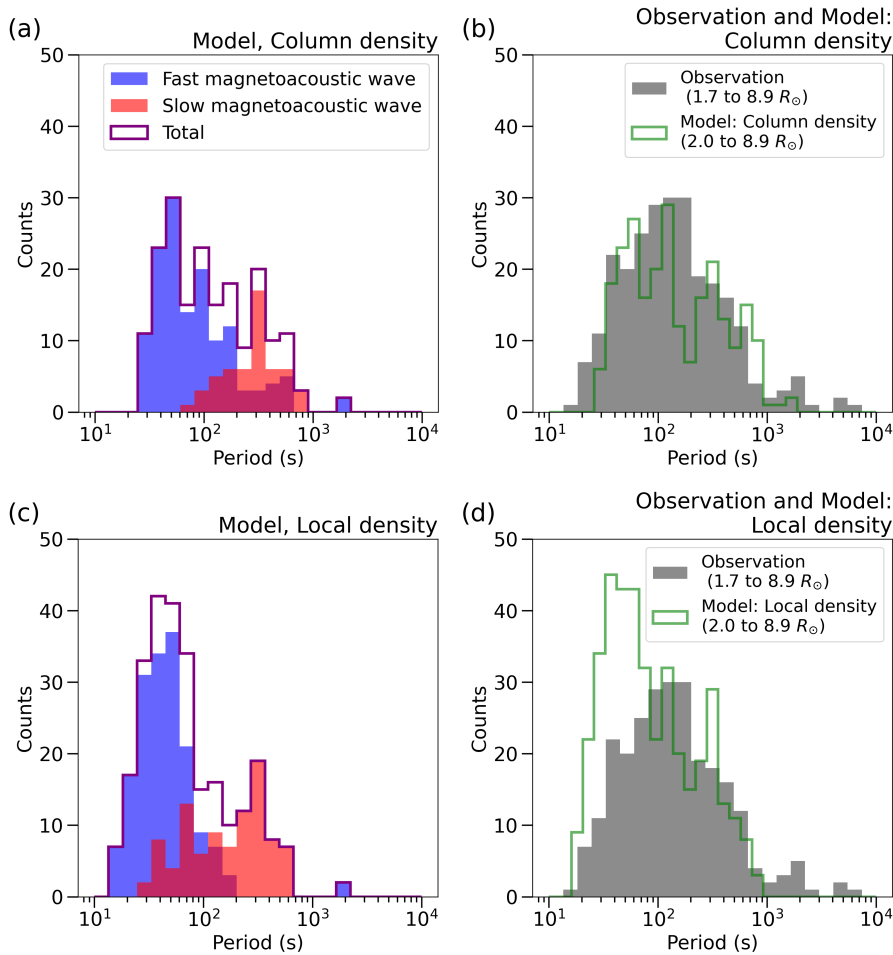 (a)
Model, Column density
50
40
30
20
10
0
Counts
Fast magnetoacoustic wave
Slow magnetoacoustic wave
Total
10¹ 10² 10³ 10⁴
Period (s)
(b)
Observation and Model:
Column density
50
40
30
20
10
0
Counts
Observation
(1.7 to 8.9 R☉)
Model: Column density
(2.0 to 8.9 R☉)
10¹ 10² 10³ 10⁴
Period (s)
(c)
Model, Local density
50
40
30
20
10
0
Counts
10¹ 10² 10³ 10⁴
Period (s)
(d)
Observation and Model:
Local density
50
40
30
20
10
0
Counts
Observation
(1.7 to 8.9 R☉)
Model: Local density
(2.0 to 8.9 R☉)
10¹ 10² 10³ 10⁴
Period (s)